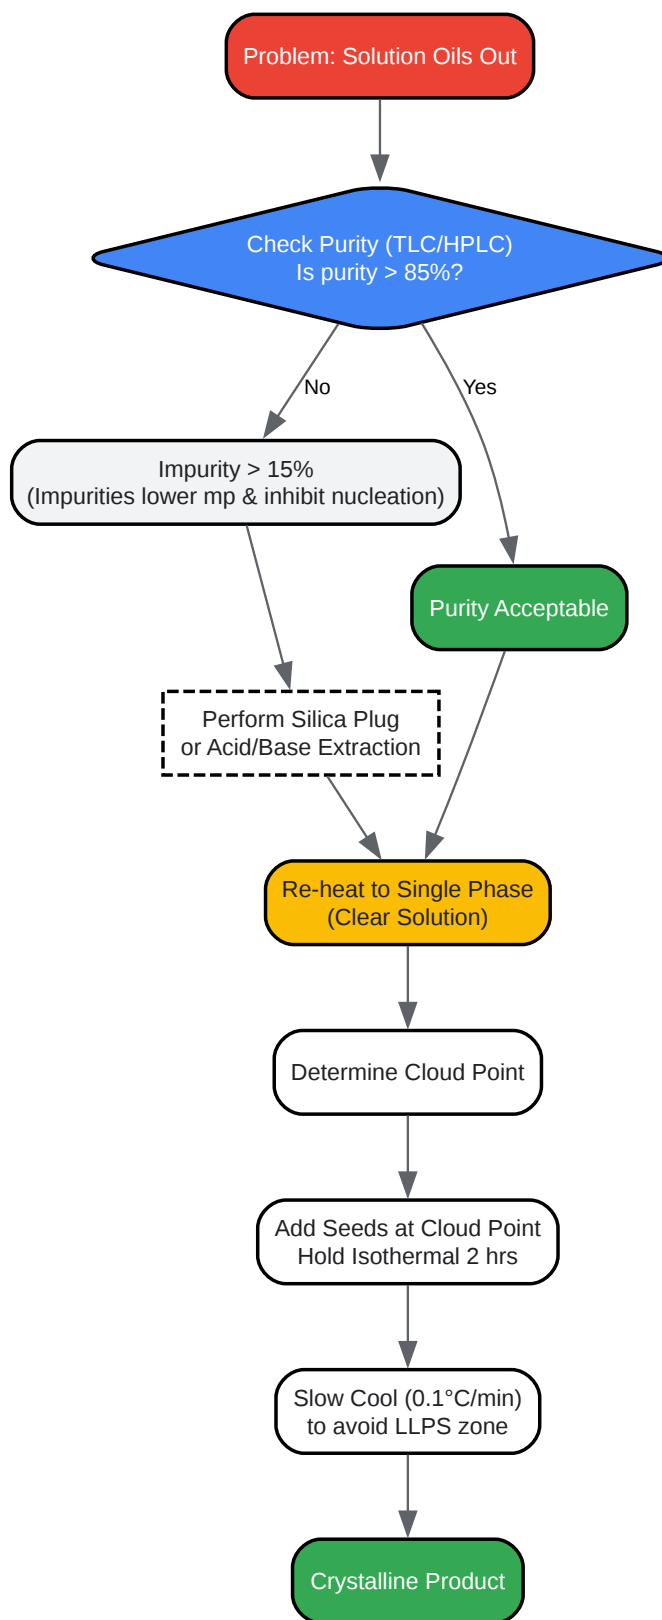 Problem: Solution Oils Out
Check Purity (TLC/HPLC)
Is purity > 85%?
No
Yes
Impurity > 15%
(Impurities lower mp & inhibit nucleation)
Purity Acceptable
Perform Silica Plug
or Acid/Base Extraction
Re-heat to Single Phase
(Clear Solution)
Determine Cloud Point
Add Seeds at Cloud Point
Hold Isothermal 2 hrs
Slow Cool (0.1°C/min)
to avoid LLPS zone
Crystalline Product